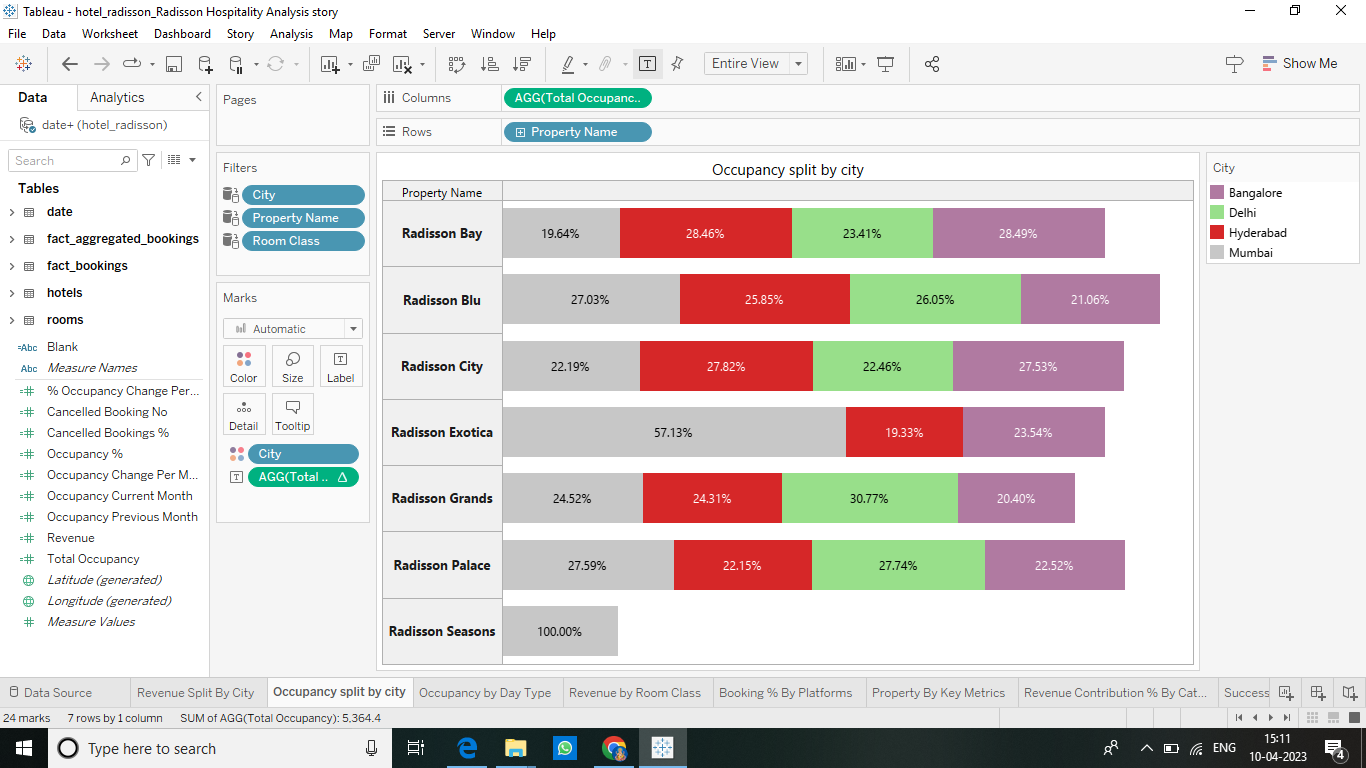 Tableau - hotel_radisson_Radisson Hospitality Analysis story
File Data Worksheet Dashboard Story Analysis Map Format Server Window Help
Entire View
Show Me
Data Analytics
date+ (hotel_radisson)
Search
Tables
date
fact_aggregated_bookings
fact_bookings
hotels
rooms
=Abc Blank
Abc Measure Names
% Occupancy Change Per...
Cancelled Booking No
Cancelled Bookings %
Occupancy %
Occupancy Change Per M...
Occupancy Current Month
Occupancy Previous Month
Revenue
Total Occupancy
Latitude (generated)
Longitude (generated)
Measure Values
Pages
Filters
City
Property Name
Room Class
Marks
Automatic
Color Size Label
Detail Tooltip
City
AGG(Total ..
Columns AGG(Total Occupanc..
Rows Property Name
Occupancy split by city
Property Name
Radisson Bay 19.64% 28.46% 23.41% 28.49%
Radisson Blu 27.03% 25.85% 26.05% 21.06%
Radisson City 22.19% 27.82% 22.46% 27.53%
Radisson Exotica 57.13% 19.33% 23.54%
Radisson Grands 24.52% 24.31% 30.77% 20.40%
Radisson Palace 27.59% 22.15% 27.74% 22.52%
Radisson Seasons 100.00%
City
Bangalore
Delhi
Hyderabad
Mumbai
Data Source Revenue Split By City Occupancy split by city Occupancy by Day Type Revenue by Room Class Booking % By Platforms Property By Key Metrics Revenue Contribution % By Cat... Success
24 marks 7 rows by 1 column SUM of AGG(Total Occupancy): 5,364.4
Type here to search
ENG
15:11
10-04-2023
4